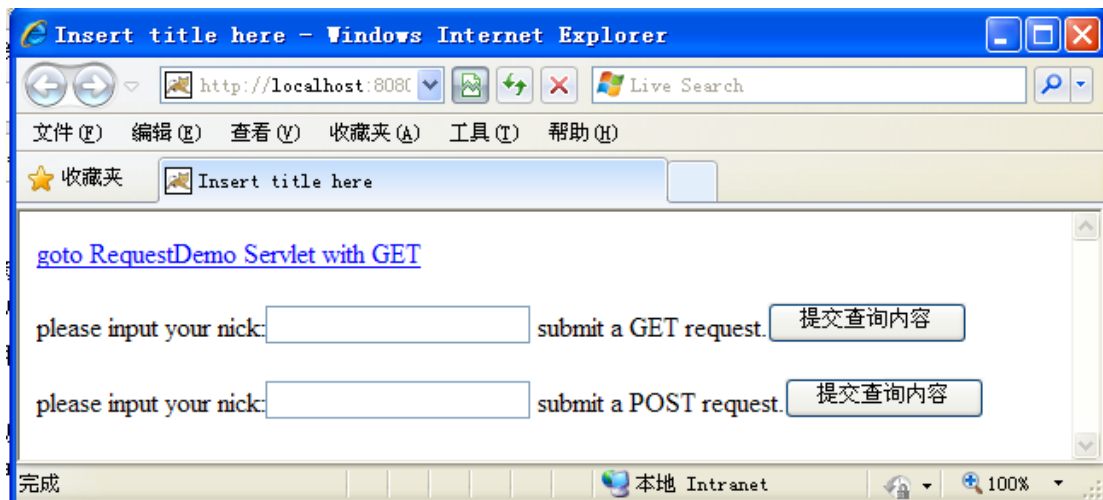 Insert title here - Windows Internet Explorer
http://localhost:808 Live Search
文件(F) 编辑(E) 查看(V) 收藏夹(A) 工具(T) 帮助(H)
收藏夹 Insert title here
goto RequestDemo Servlet with GET
please input your nick: submit a GET request. 提交查询内容
please input your nick: submit a POST request. 提交查询内容
完成 本地 Intranet 100%